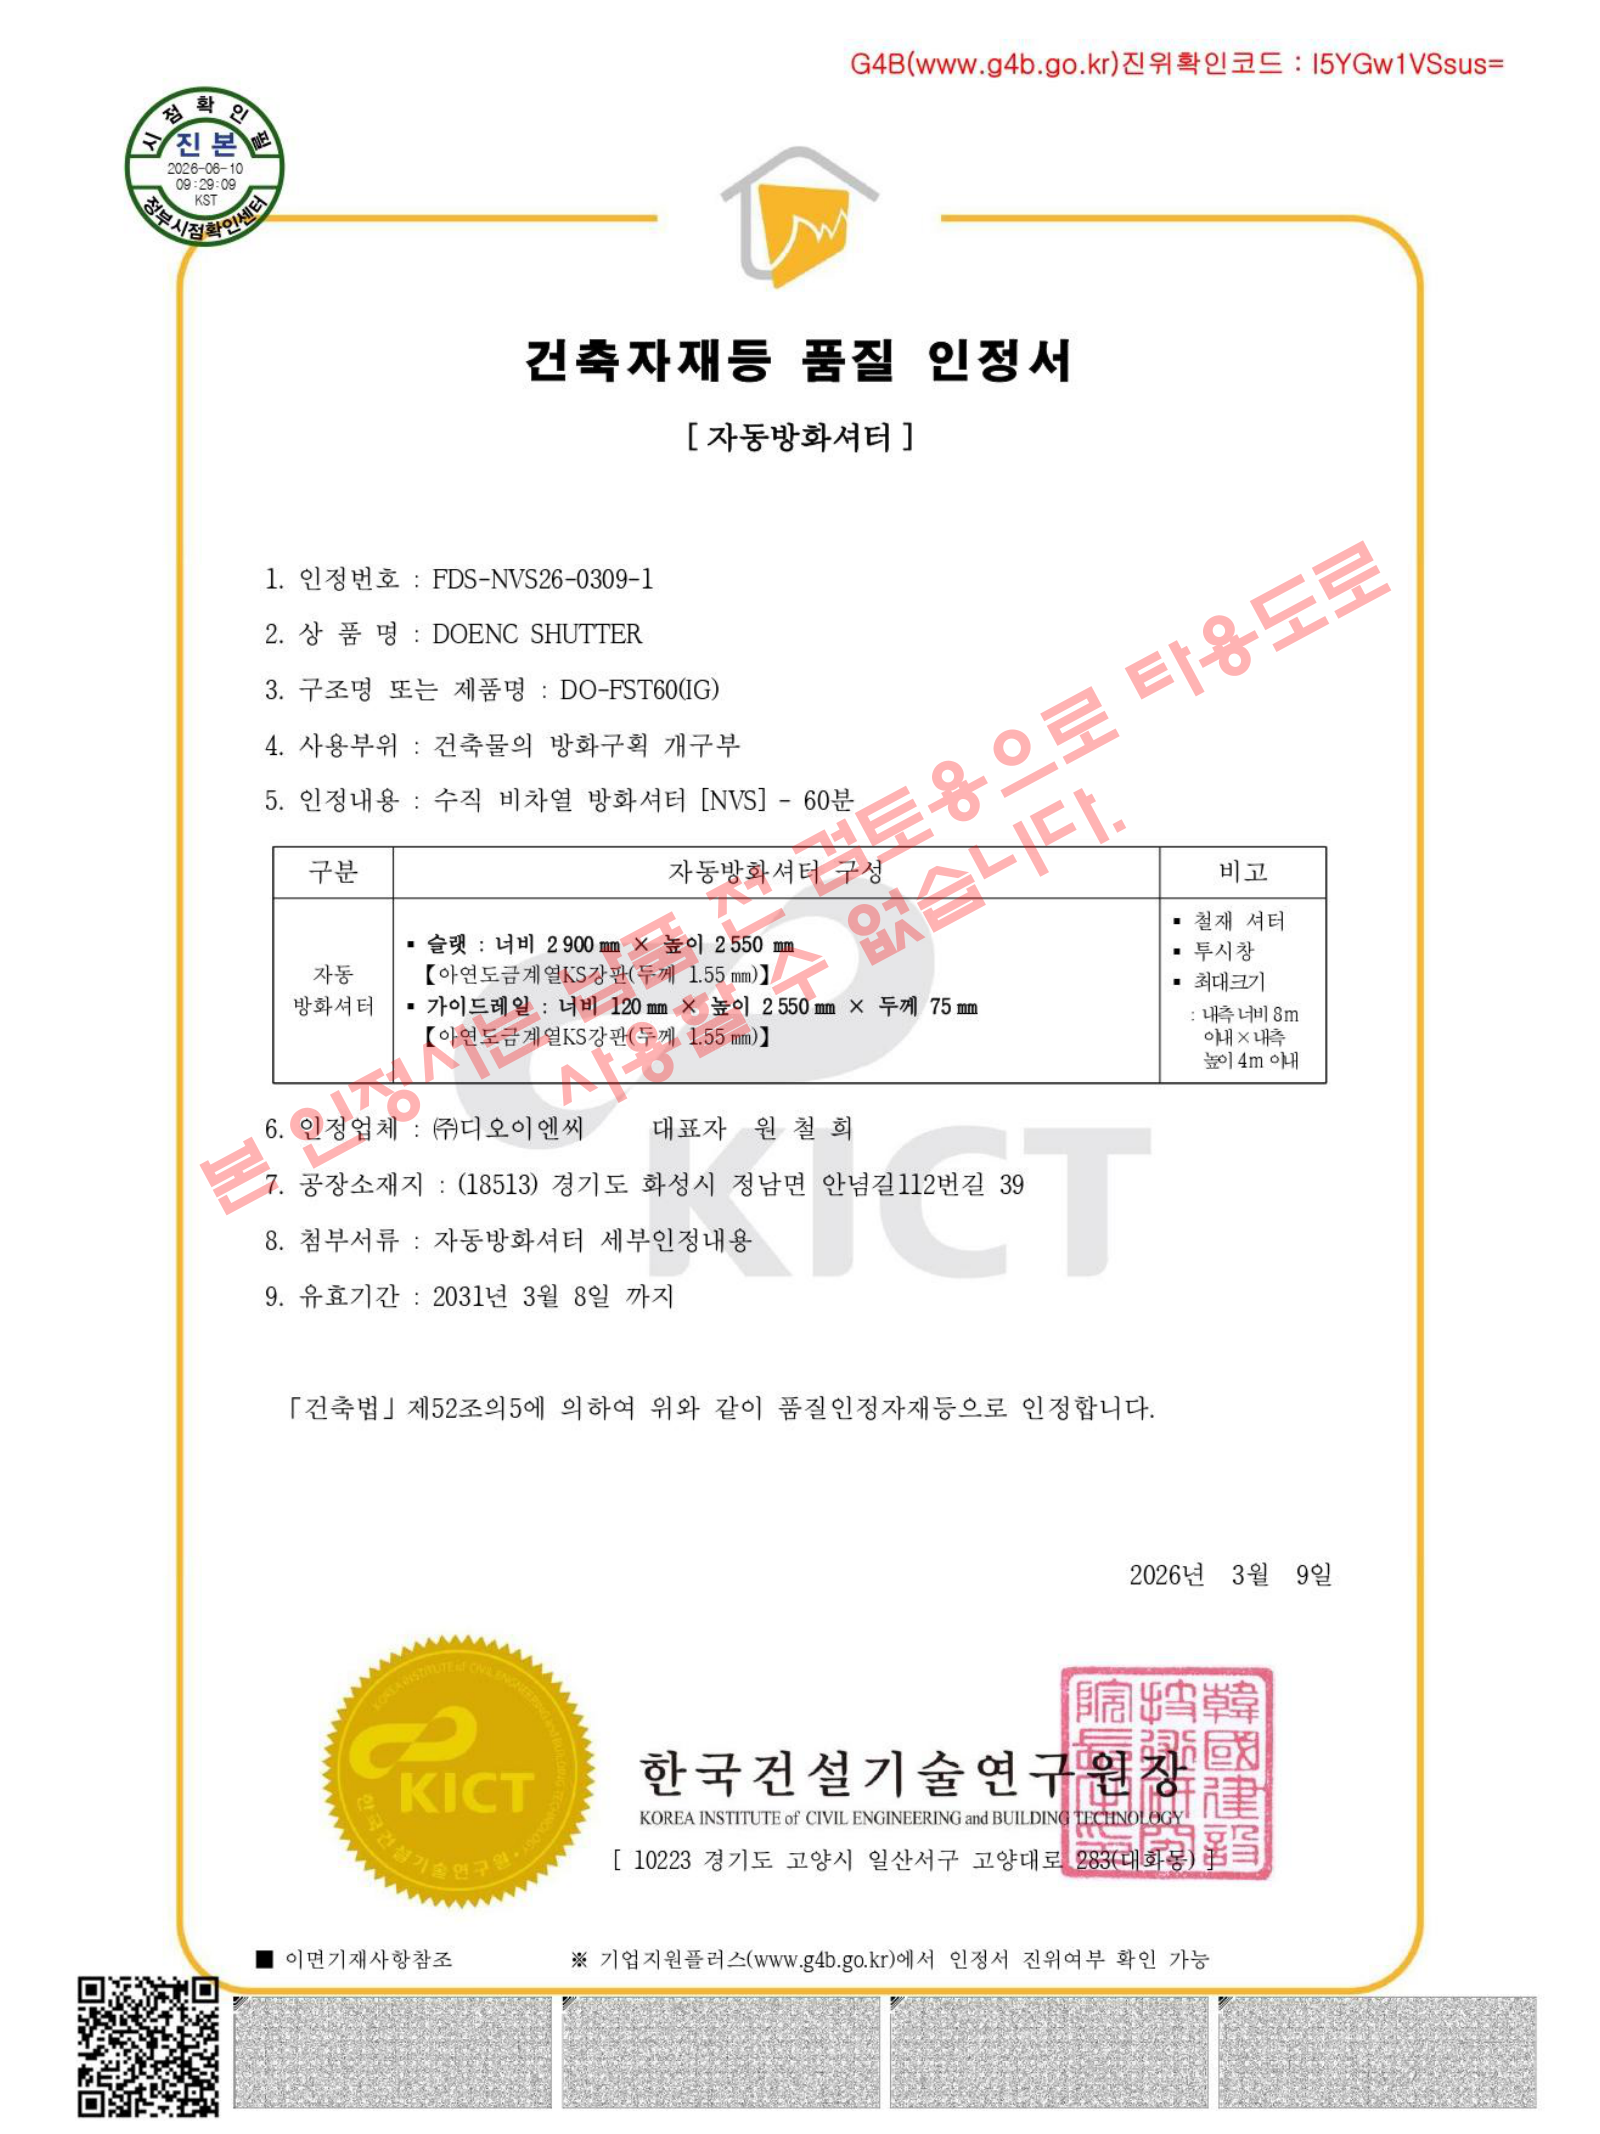 G4B(www.g4b.go.kr)진위확인코드 : I5YGw1VSsus=
시점확인필
진본
2026-06-10
09:29:09
KST
정부시점확인센터
건축자재등 품질 인정서
[ 자동방화셔터 ]
1. 인정번호 : FDS-NVS26-0309-1
2. 상 품 명 : DOENC SHUTTER
3. 구조명 또는 제품명 : DO-FST60(IG)
4. 사용부위 : 건축물의 방화구획 개구부
5. 인정내용 : 수직 비차열 방화셔터 [NVS] - 60분
구분 자동방화셔터 구성 비고
자동
방화셔터
▪ 슬랫 : 너비 2 900 ㎜ × 높이 2 550 ㎜
【아연도금계열KS강판(두께 1.55 ㎜)】
▪ 가이드레일 : 너비 120 ㎜ × 높이 2 550 ㎜ × 두께 75 ㎜
【아연도금계열KS강판(두께 1.55 ㎜)】
▪ 철재 셔터
▪ 투시창
▪ 최대크기
: 내측 너비 8m
이내 × 내측
높이 4m 이내
본 인정서는 납품 전 검토용으로 타용도로
사용할 수 없습니다.
KICT
6. 인정업체 : ㈜디오이엔씨 대표자 원 철 희
7. 공장소재지 : (18513) 경기도 화성시 정남면 안녕길112번길 39
8. 첨부서류 : 자동방화셔터 세부인정내용
9. 유효기간 : 2031년 3월 8일 까지
「건축법」제52조의5에 의하여 위와 같이 품질인정자재등으로 인정합니다.
2026년 3월 9일
KOREA INSTITUTE of CIVIL ENGINEERING and BUILDING TECHNOLOGY
KICT
한국건설기술연구원
한국건설기술연구원장
KOREA INSTITUTE of CIVIL ENGINEERING and BUILDING TECHNOLOGY
[ 10223 경기도 고양시 일산서구 고양대로 283(대화동) ]
■ 이면기재사항참조 ※ 기업지원플러스(www.g4b.go.kr)에서 인정서 진위여부 확인 가능